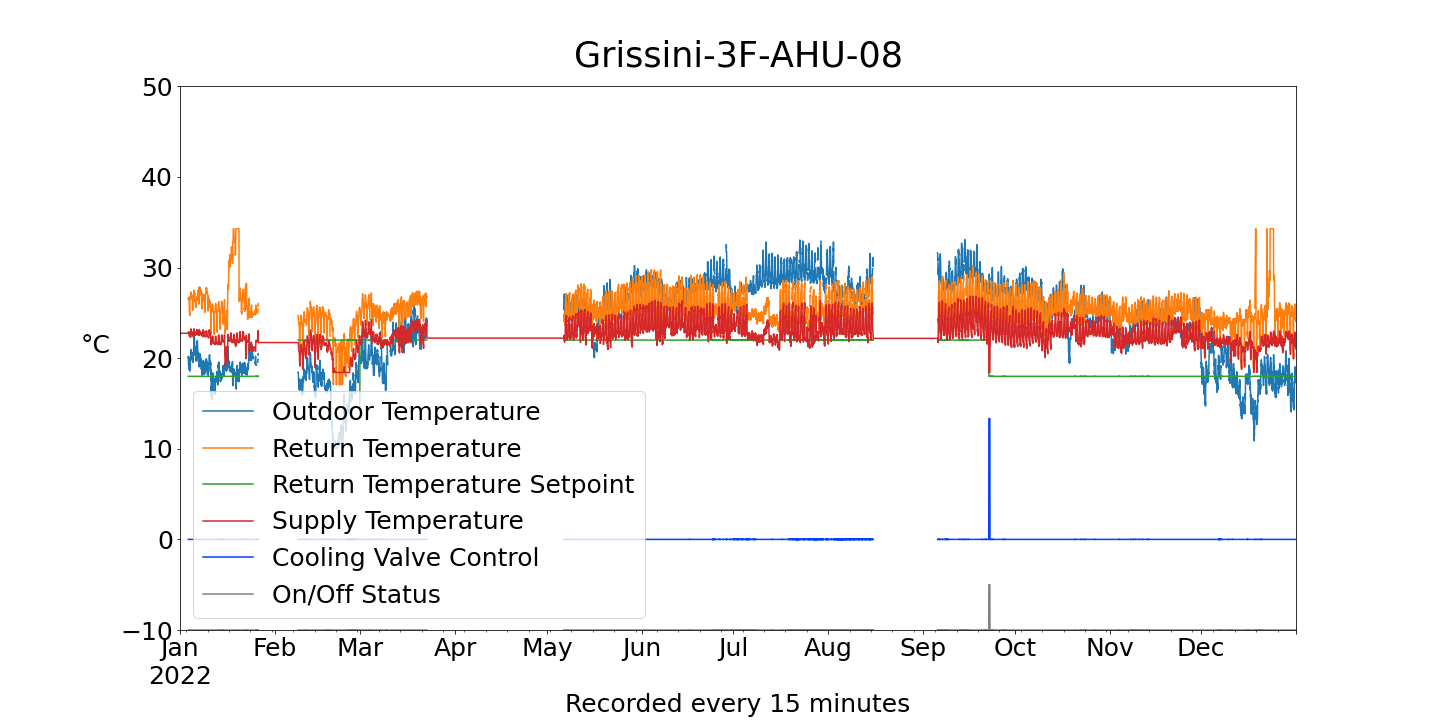 Grissini-3F-AHU-08
50
40
30
20
10
0
−10
°C
Outdoor Temperature
Return Temperature
Return Temperature Setpoint
Supply Temperature
Cooling Valve Control
On/Off Status
Jan Feb Mar Apr May Jun Jul Aug Sep Oct Nov Dec
2022
Recorded every 15 minutes